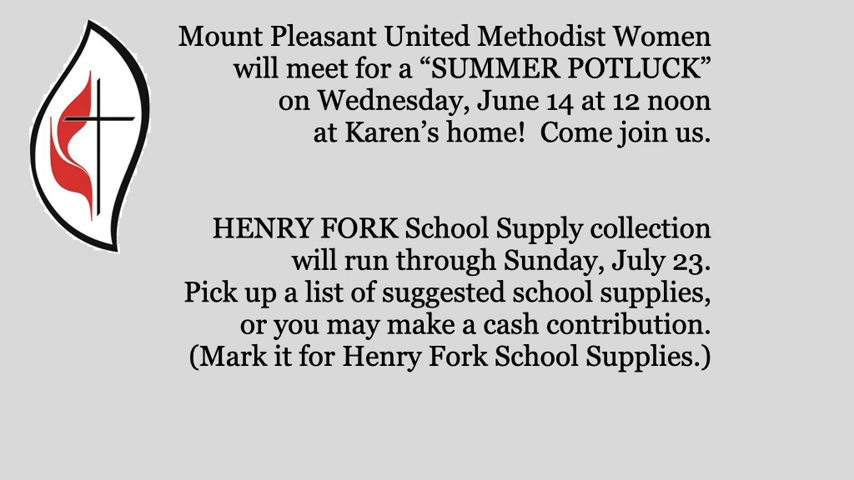 Mount Pleasant United Methodist Women
will meet for a “SUMMER POTLUCK”
on Wednesday, June 14 at 12 noon
at Karen’s home!  Come join us.
HENRY FORK School Supply collection
will run through Sunday, July 23.
Pick up a list of suggested school supplies,
or you may make a cash contribution.
(Mark it for Henry Fork School Supplies.)